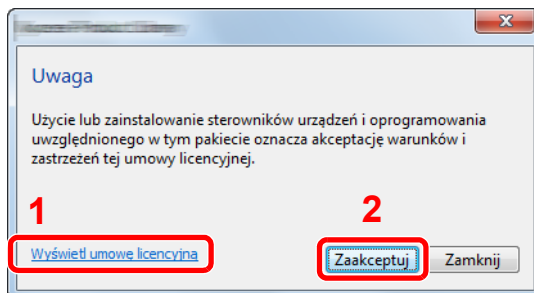 Uwaga
Użycie lub zainstalowanie sterowników urządzeń i oprogramowania
uwzględnionego w tym pakiecie oznacza akceptację warunków i
zastrzeżeń tej umowy licencyjnej.
1
2
Wyświetl umowę licencyjną
Zaakceptuj
Zamknij